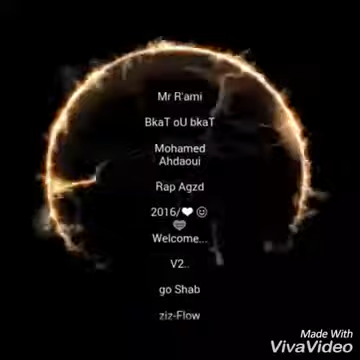 Mr R'ami
BkaT oU bkaT
Mohamed
Ahdaoui
Rap Agzd
2016/❤☺
💗
Welcome...
V2..
go Shab
ziz-Flow
Made With
VivaVideo